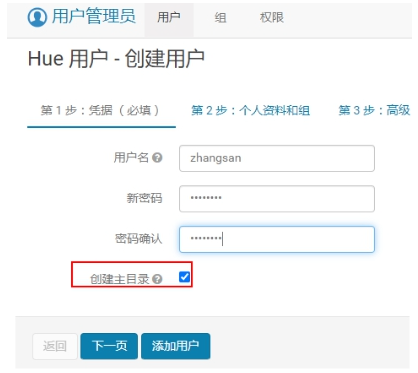 用户管理员 用户 组 权限
Hue 用户 - 创建用户
第 1 步：凭据（必填） 第 2 步：个人资料和组 第 3 步：高级
用户名 zhangsan
新密码 ••••••••
密码确认 ••••••••
创建主目录
返回 下一页 添加用户